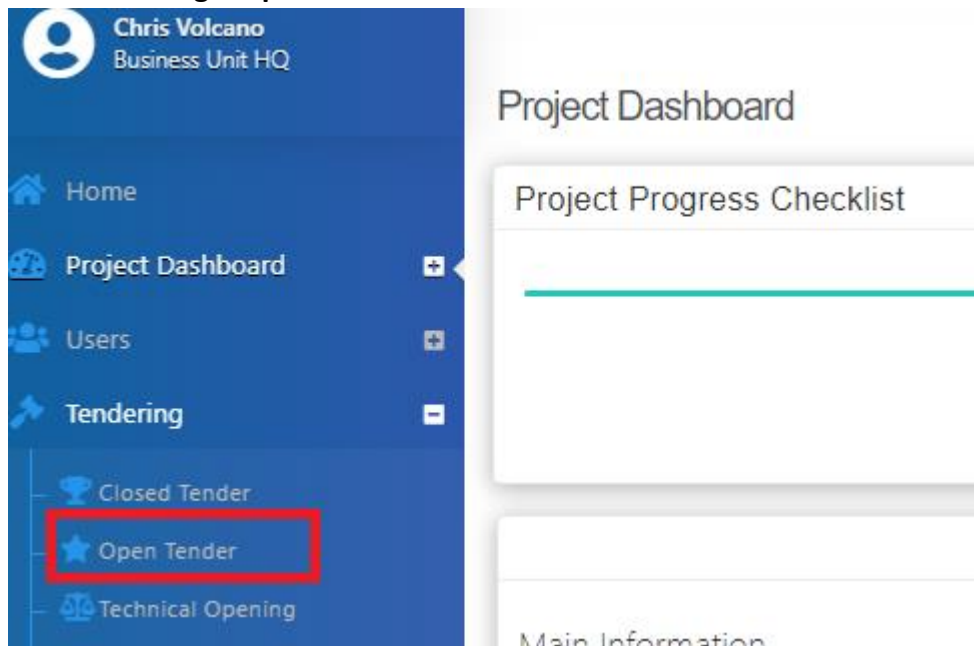 Chris Volcano
Business Unit HQ
Project Dashboard
Home
Project Progress Checklist
Project Dashboard
Users
Tendering
Closed Tender
Open Tender
Technical Opening
Main Information